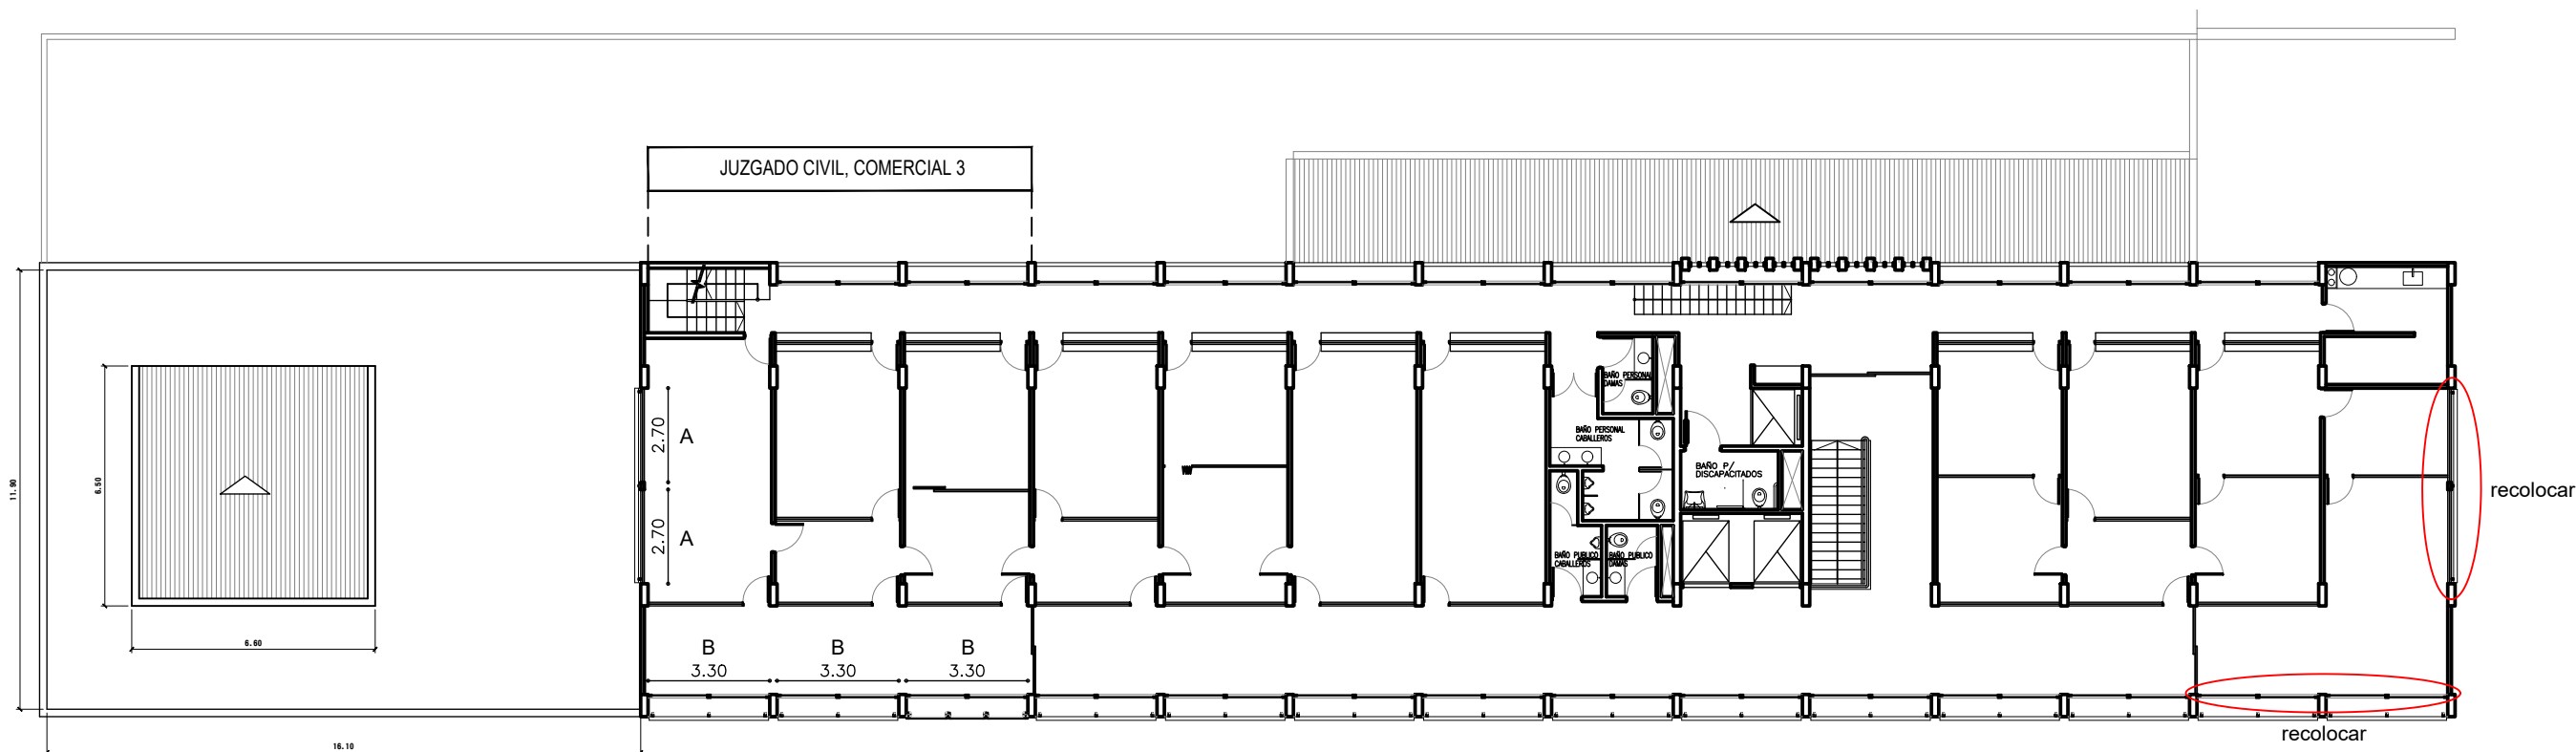 JUZGADO CIVIL, COMERCIAL 3
BAÑO PERSONAL
DAMAS
BAÑO PERSONAL
CABALLEROS
BAÑO P/
DISCAPACITADOS
BAÑO PUBLICO
CABALLEROS
BAÑO PUBLICO
DAMAS
2.70
A
2.70
A
11.90
6.50
6.60
16.10
B
3.30
B
3.30
B
3.30
recolocar
recolocar